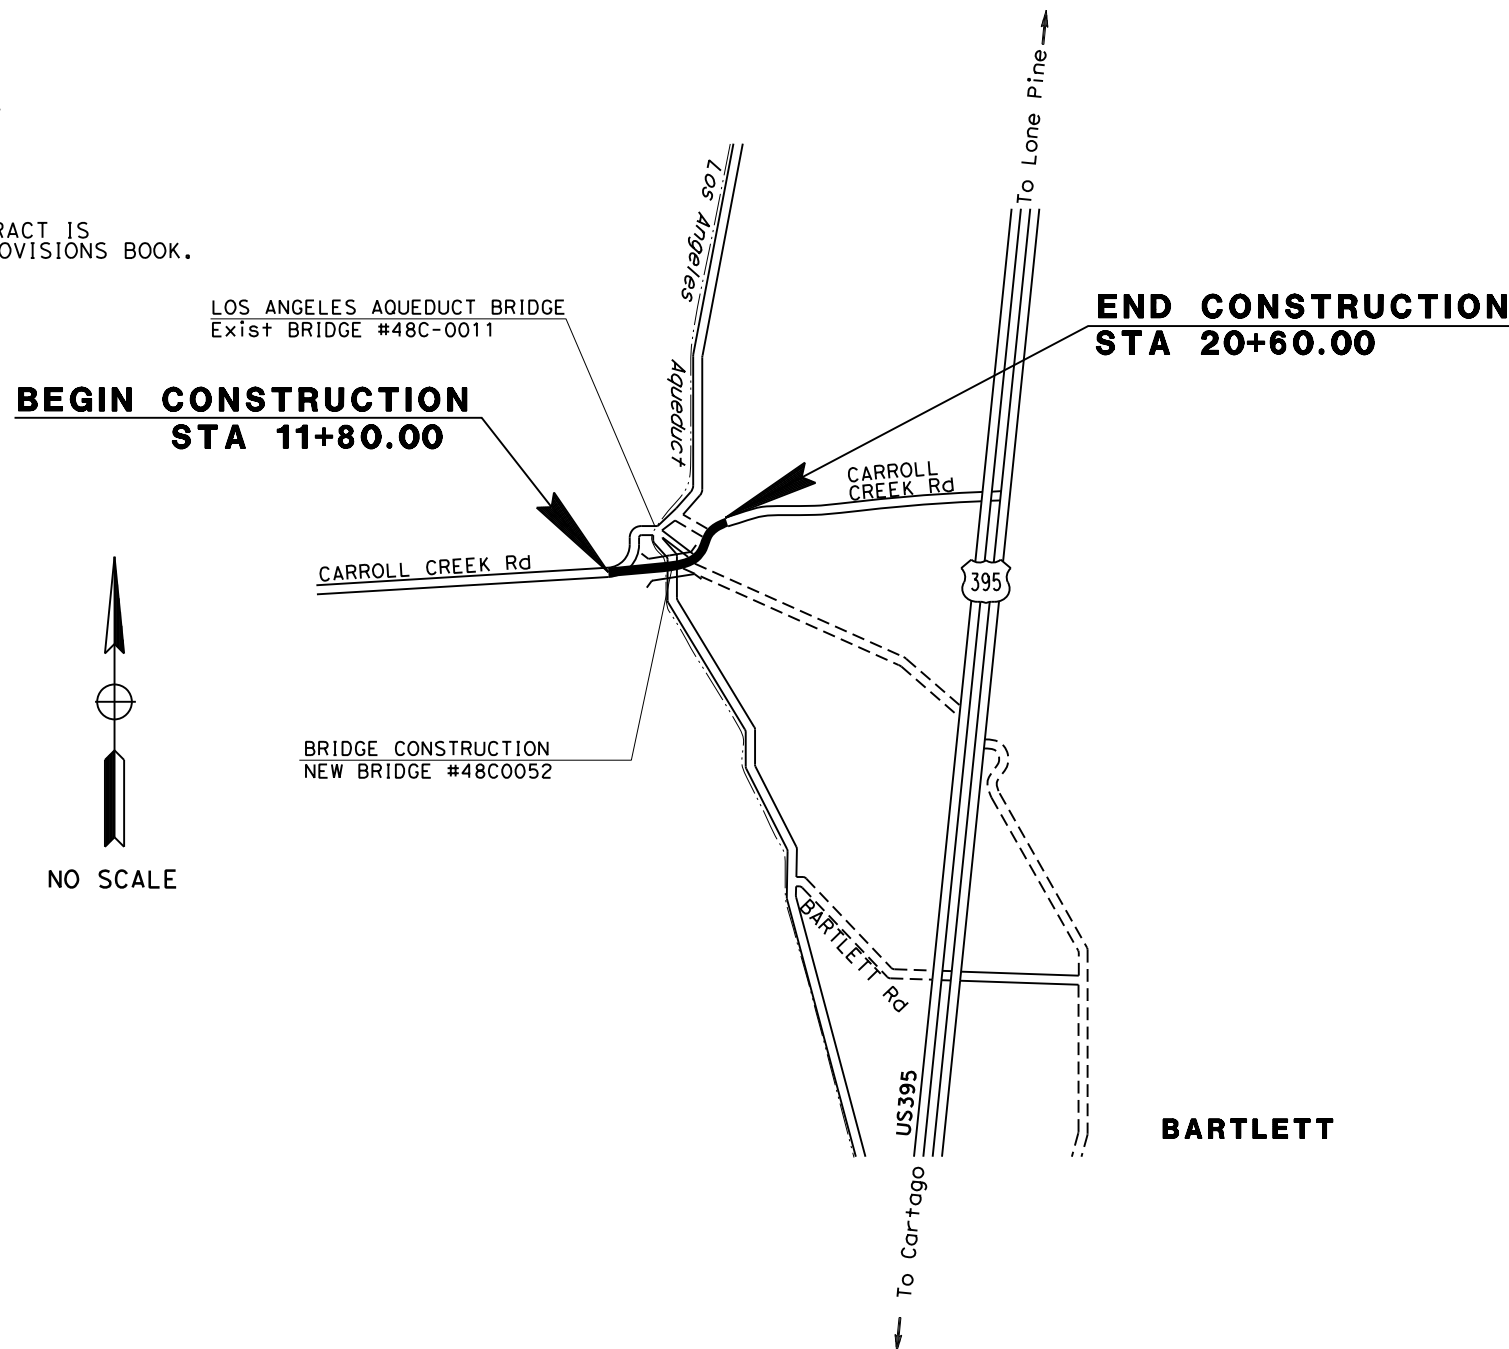 To Lone Pine
RACT IS
OVISIONS BOOK.
LOS ANGELES AQUEDUCT BRIDGE
Exist BRIDGE #48C-0011
Los Angeles
Aqueduct
END CONSTRUCTION
STA 20+60.00
BEGIN CONSTRUCTION
STA 11+80.00
CARROLL
CREEK Rd
CARROLL CREEK Rd
395
BRIDGE CONSTRUCTION
NEW BRIDGE #48C0052
NO SCALE
BARTLETT Rd
US395
BARTLETT
To Cartago